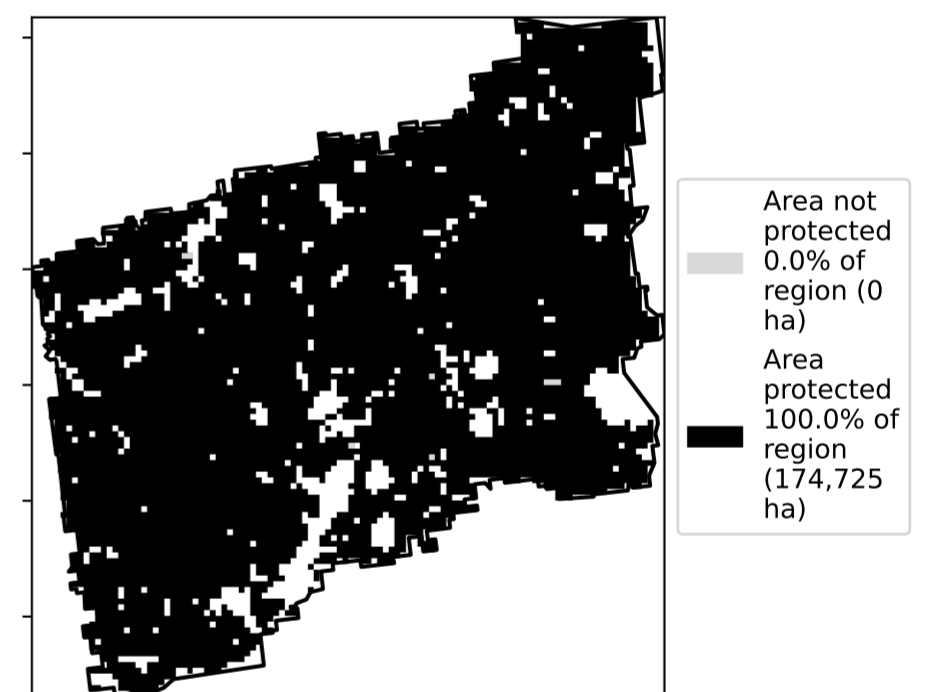 Area not
protected
0.0% of
region (0
ha)
Area
protected
100.0% of
region
(174,725
ha)